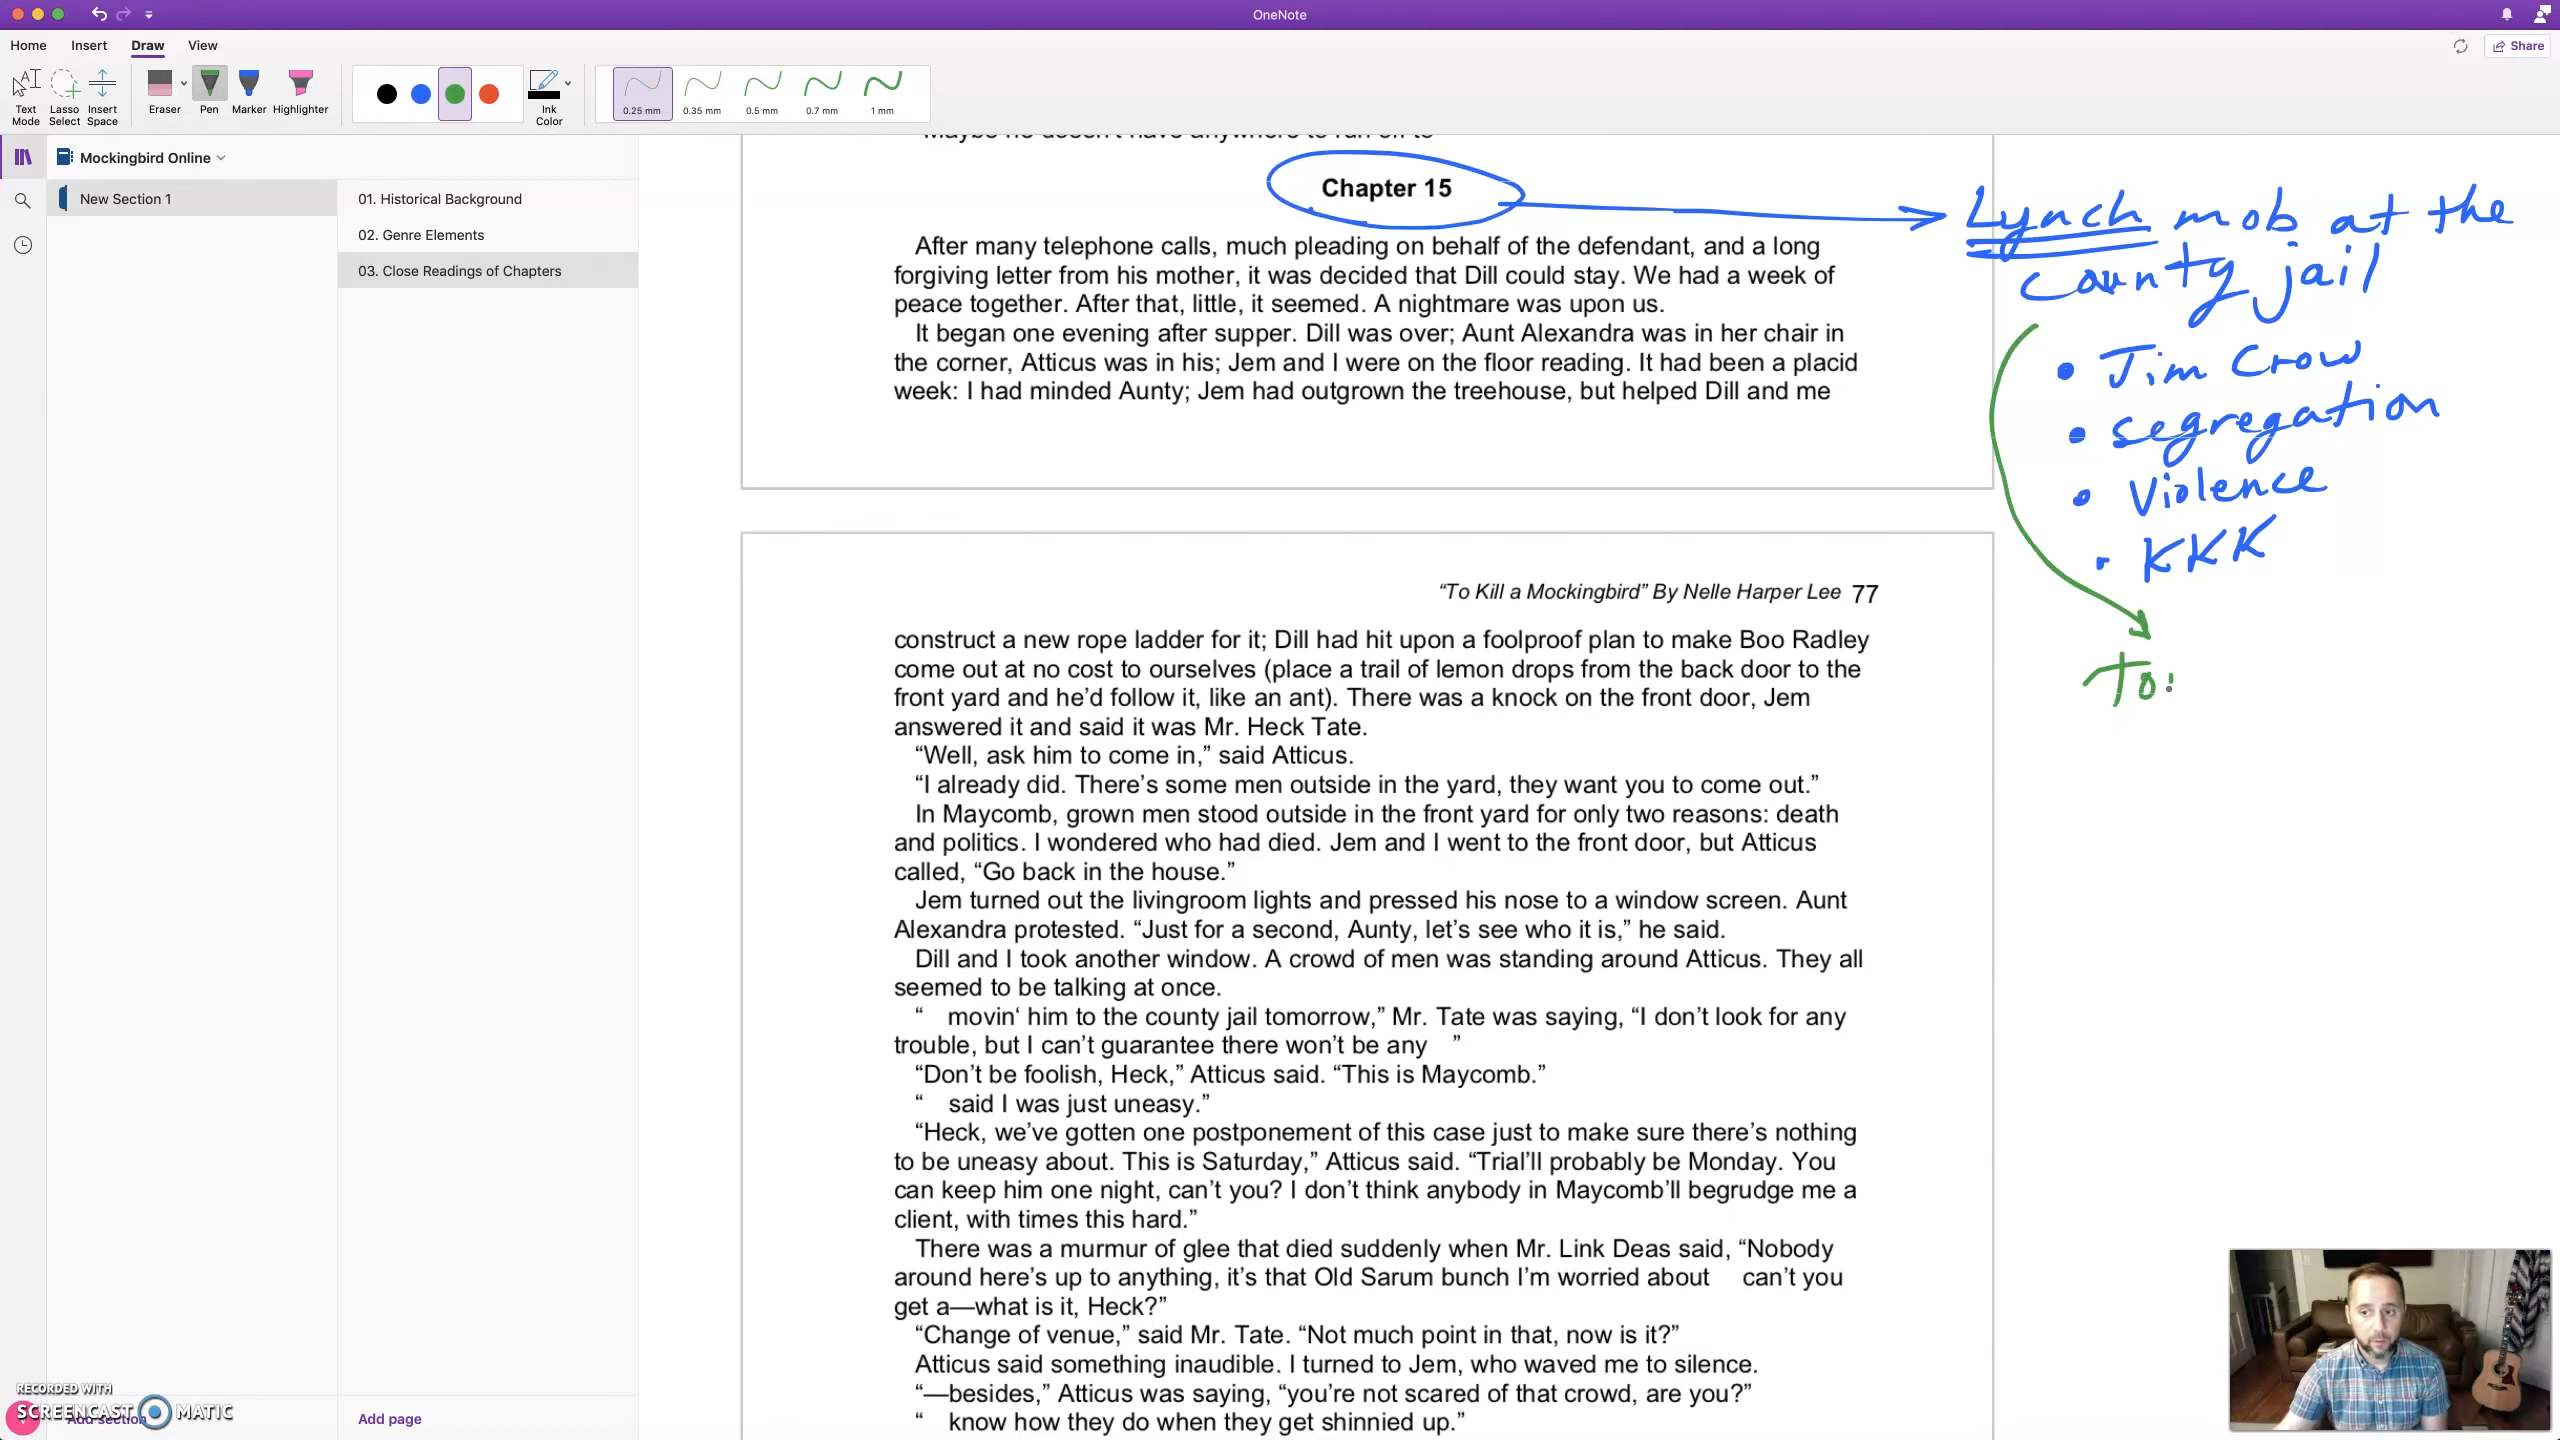 OneNote
Home Insert Draw View
Share
Text Mode
Lasso Select
Insert Space
Eraser
Pen
Marker
Highlighter
Ink Color
0.25 mm
0.35 mm
0.5 mm
0.7 mm
1 mm
Mockingbird Online
New Section 1
01. Historical Background
02. Genre Elements
03. Close Readings of Chapters
Maybe he doesn't have anywhere to run off to
Chapter 15
After many telephone calls, much pleading on behalf of the defendant, and a long
forgiving letter from his mother, it was decided that Dill could stay. We had a week of
peace together. After that, little, it seemed. A nightmare was upon us.
It began one evening after supper. Dill was over; Aunt Alexandra was in her chair in
the corner, Atticus was in his; Jem and I were on the floor reading. It had been a placid
week: I had minded Aunty; Jem had outgrown the treehouse, but helped Dill and me
Lynch mob at the
county jail
• Jim Crow
• segregation
• Violence
• KKK
“To Kill a Mockingbird” By Nelle Harper Lee 77
construct a new rope ladder for it; Dill had hit upon a foolproof plan to make Boo Radley
come out at no cost to ourselves (place a trail of lemon drops from the back door to the
front yard and he’d follow it, like an ant). There was a knock on the front door, Jem
answered it and said it was Mr. Heck Tate.
“Well, ask him to come in,” said Atticus.
“I already did. There’s some men outside in the yard, they want you to come out.”
In Maycomb, grown men stood outside in the front yard for only two reasons: death
and politics. I wondered who had died. Jem and I went to the front door, but Atticus
called, “Go back in the house.”
Jem turned out the livingroom lights and pressed his nose to a window screen. Aunt
Alexandra protested. “Just for a second, Aunty, let’s see who it is,” he said.
Dill and I took another window. A crowd of men was standing around Atticus. They all
seemed to be talking at once.
“ movin‘ him to the county jail tomorrow,” Mr. Tate was saying, “I don’t look for any
trouble, but I can’t guarantee there won’t be any ”
“Don’t be foolish, Heck,” Atticus said. “This is Maycomb.”
“ said I was just uneasy.”
“Heck, we’ve gotten one postponement of this case just to make sure there’s nothing
to be uneasy about. This is Saturday,” Atticus said. “Trial’ll probably be Monday. You
can keep him one night, can’t you? I don’t think anybody in Maycomb’ll begrudge me a
client, with times this hard.”
There was a murmur of glee that died suddenly when Mr. Link Deas said, “Nobody
around here’s up to anything, it’s that Old Sarum bunch I’m worried about can’t you
get a—what is it, Heck?”
“Change of venue,” said Mr. Tate. “Not much point in that, now is it?”
Atticus said something inaudible. I turned to Jem, who waved me to silence.
“—besides,” Atticus was saying, “you’re not scared of that crowd, are you?”
“ know how they do when they get shinnied up.”
To
RECORDED WITH
SCREENCAST MATIC
Add section
Add page